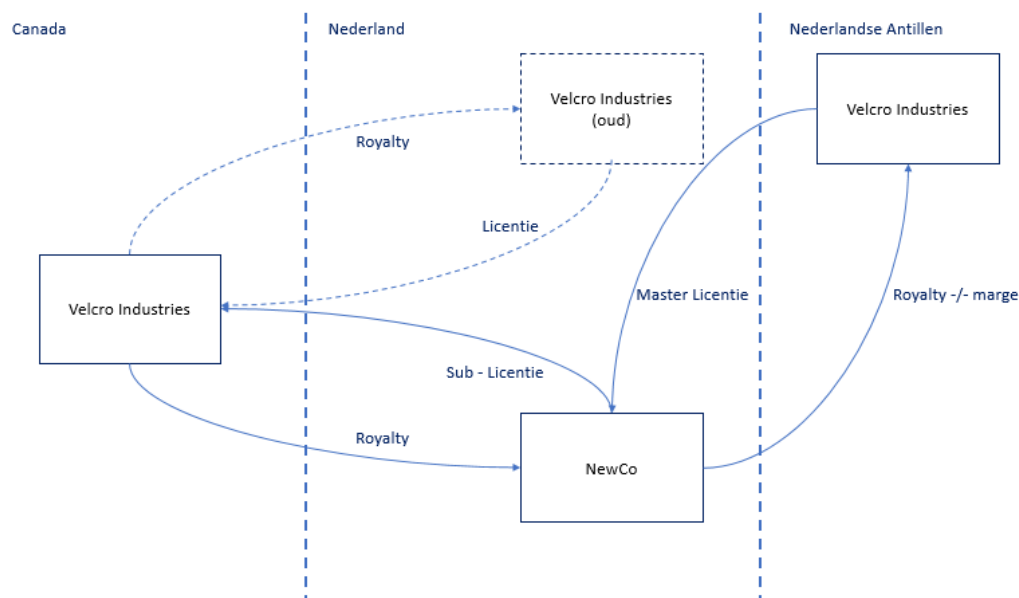 Canada
Nederland
Nederlandse Antillen
Velcro Industries
(oud)
Velcro Industries
Royalty
Licentie
Velcro Industries
Master Licentie
Royalty -/- marge
Sub - Licentie
Royalty
NewCo